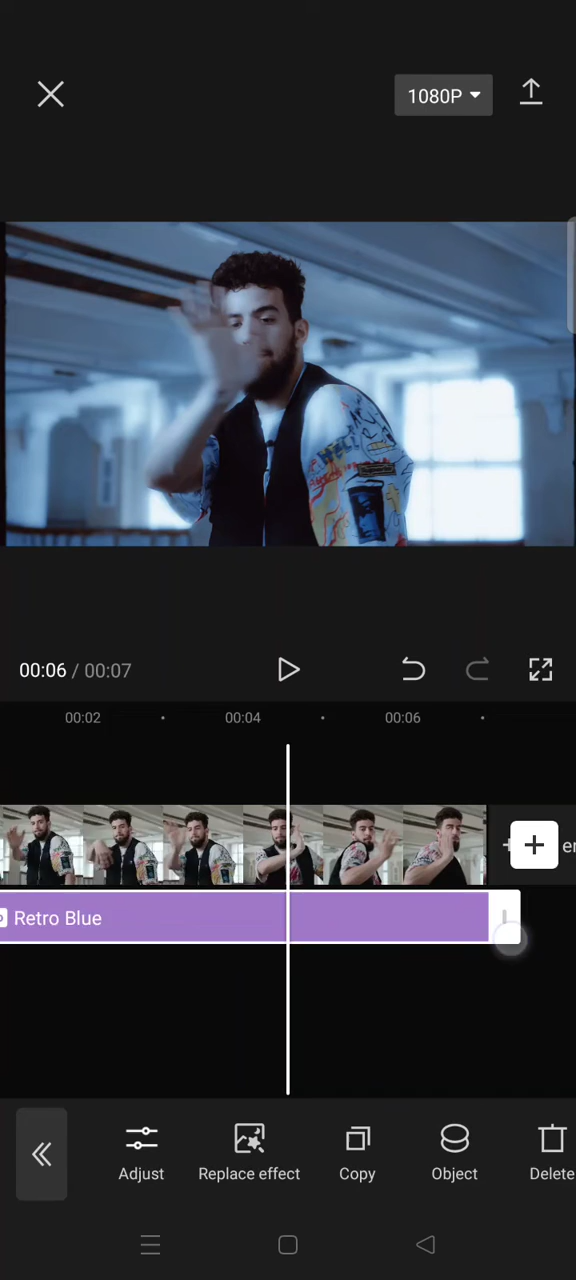 1080P
HELL
00:06 / 00:07
00:02
00:04
00:06
Retro Blue
Adjust
Replace effect
Copy
Object
Delete